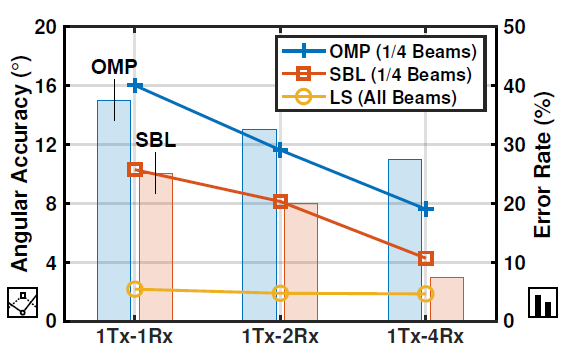 20
16
12
8
4
0
Angular Accuracy (°)
OMP
SBL
OMP (1/4 Beams)
SBL (1/4 Beams)
LS (All Beams)
50
40
30
20
10
0
Error Rate (%)
1Tx-1Rx
1Tx-2Rx
1Tx-4Rx